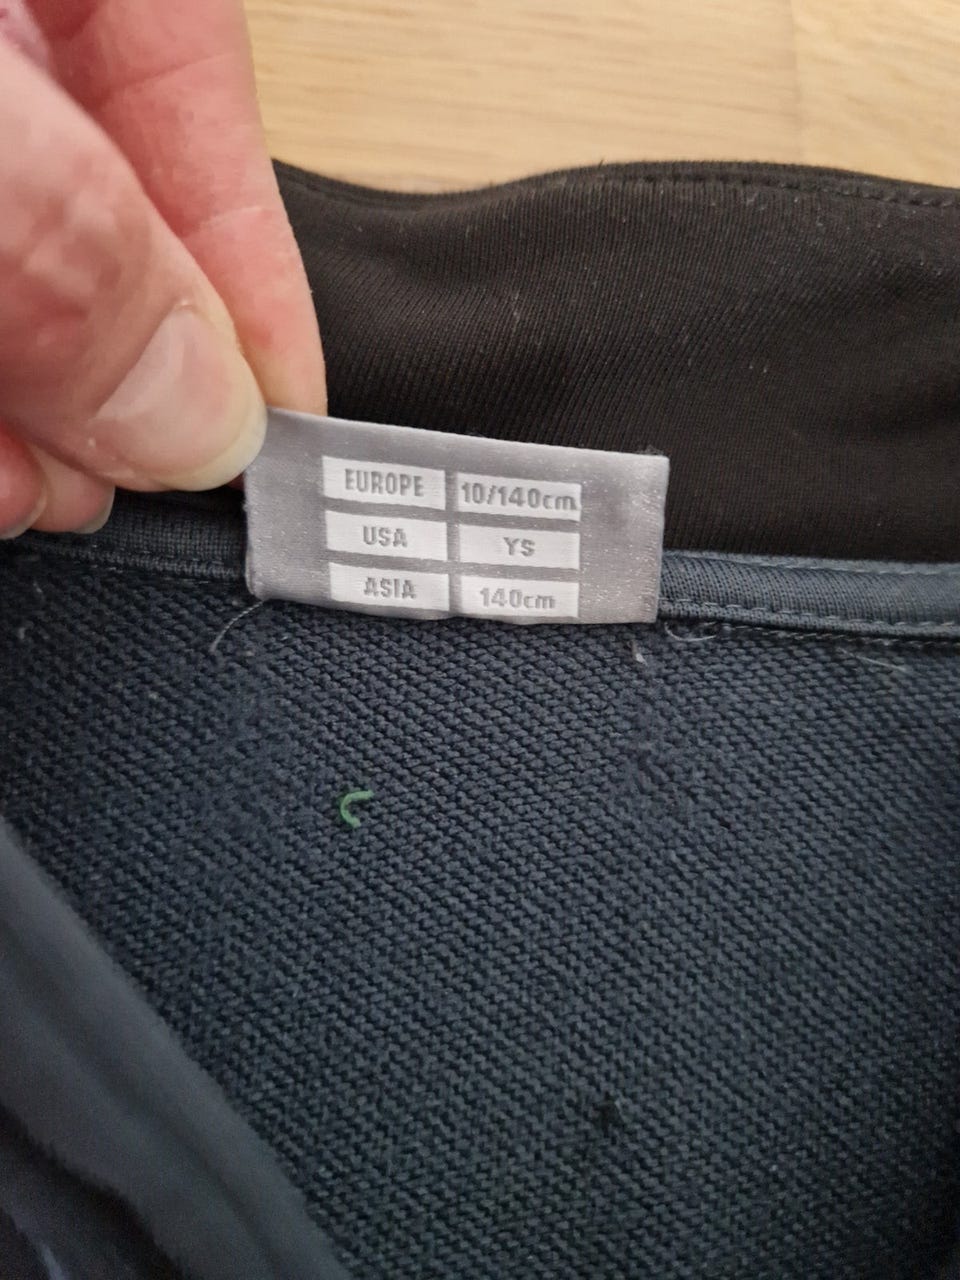 EUROPE 10/140cm
USA YS
ASIA 140cm